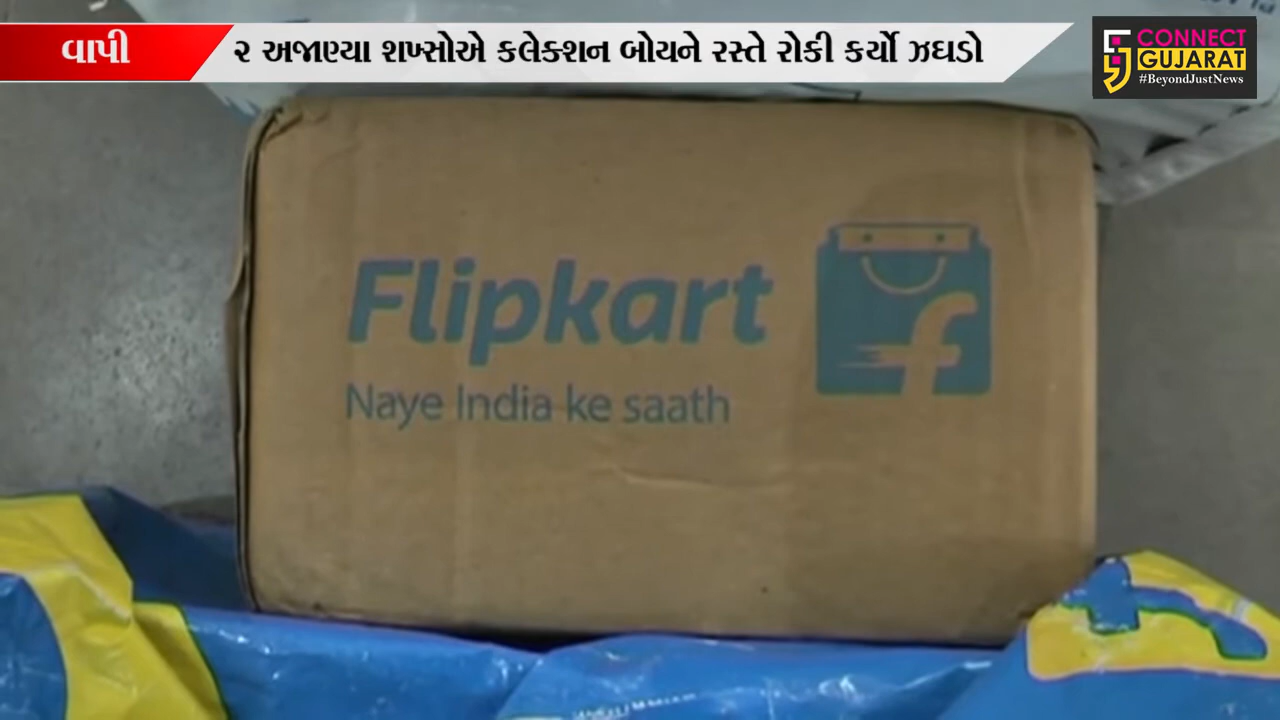 વાપી
૨ અજાણ્યા શખ્સોએ કલેક્શન બોયને રસ્તે રોકી કર્યો ઝઘડો
CONNECT
GUJARAT
#BeyondJustNews
Flipkart
Naye India ke saath